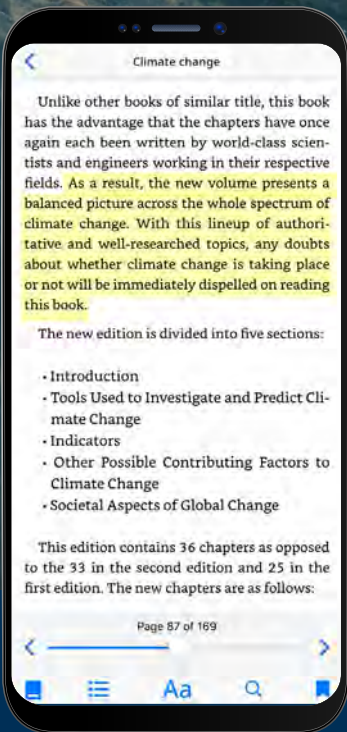 Climate change
Unlike other books of similar title, this book
has the advantage that the chapters have once
again each been written by world-class scien-
tists and engineers working in their respective
fields. As a result, the new volume presents a
balanced picture across the whole spectrum of
climate change. With this lineup of authori-
tative and well-researched topics, any doubts
about whether climate change is taking place
or not will be immediately dispelled on reading
this book.
The new edition is divided into five sections:
• Introduction
• Tools Used to Investigate and Predict Cli-
mate Change
• Indicators
• Other Possible Contributing Factors to
Climate Change
• Societal Aspects of Global Change
This edition contains 36 chapters as opposed
to the 33 in the second edition and 25 in the
first edition. The new chapters are as follows:
Page 87 of 169
Aa